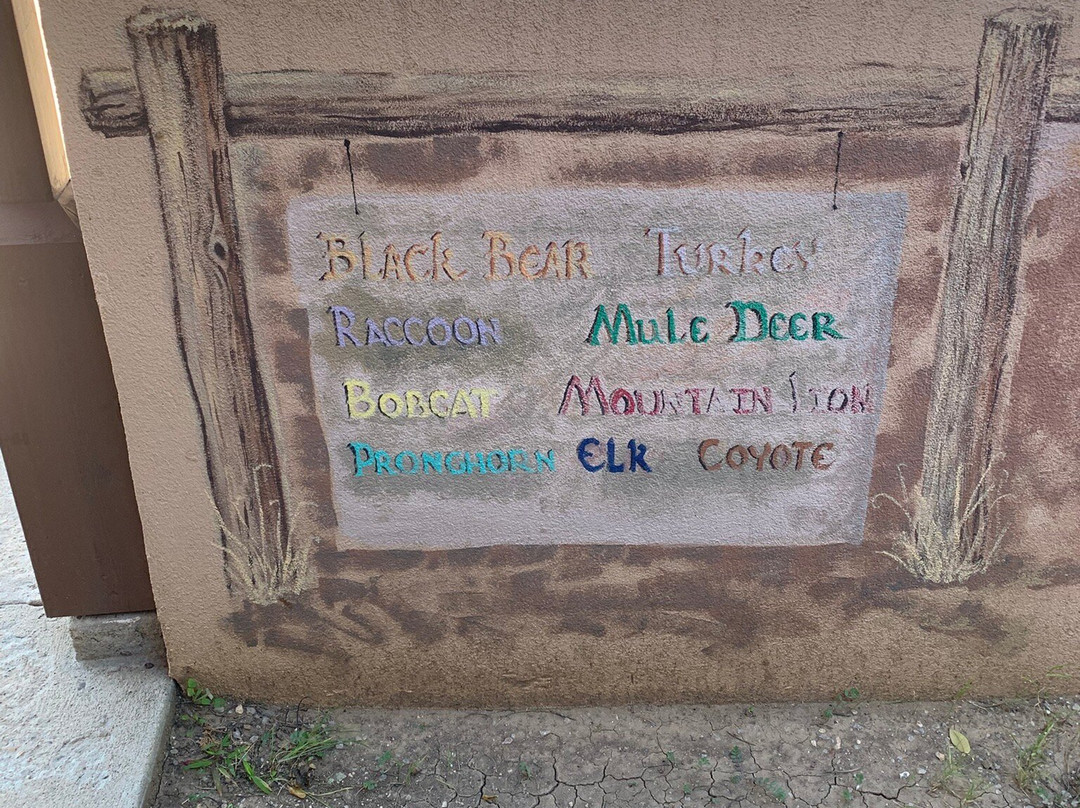 Black Bear Turkey
Raccoon Mule Deer
Bobcat Mountain Lion
Pronghorn Elk Coyote